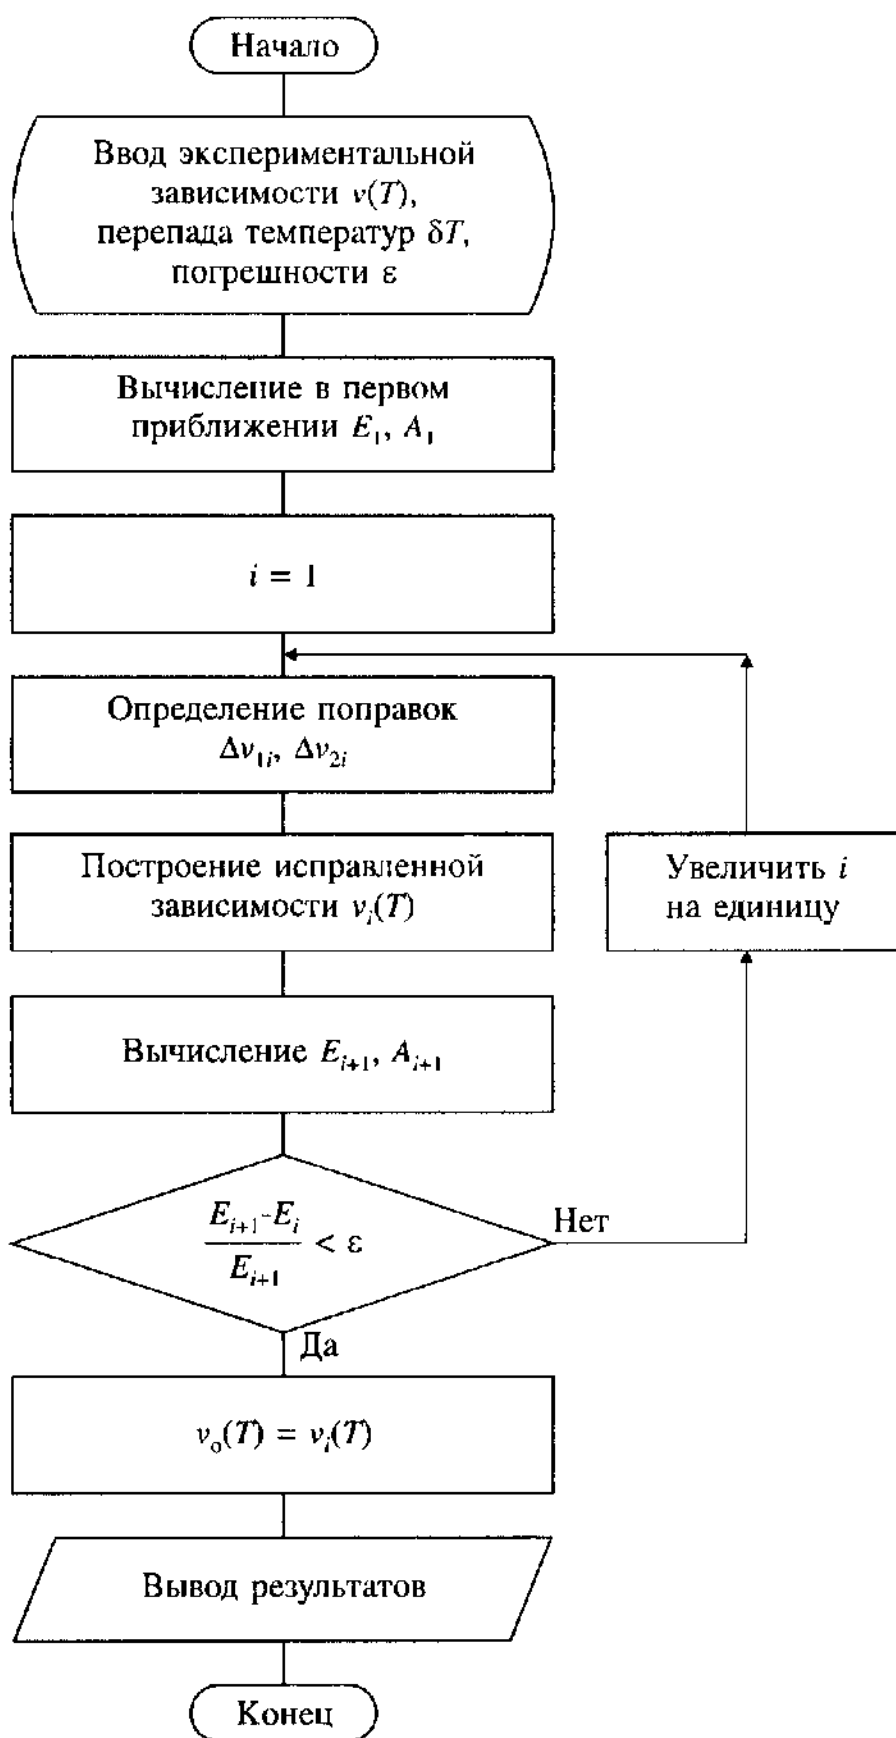 Начало
Ввод экспериментальной
зависимости v(T),
перепада температур δT,
погрешности ε
Вычисление в первом
приближении E₁, A₁
i = 1
Определение поправок
Δv₁ᵢ, Δv₂ᵢ
Построение исправленной
зависимости vᵢ(T)
Увеличить i
на единицу
Вычисление Eᵢ₊₁, Aᵢ₊₁
Eᵢ₊₁-Eᵢ
Eᵢ₊₁
< ε
Нет
Да
vₒ(T) = vᵢ(T)
Вывод результатов
Конец